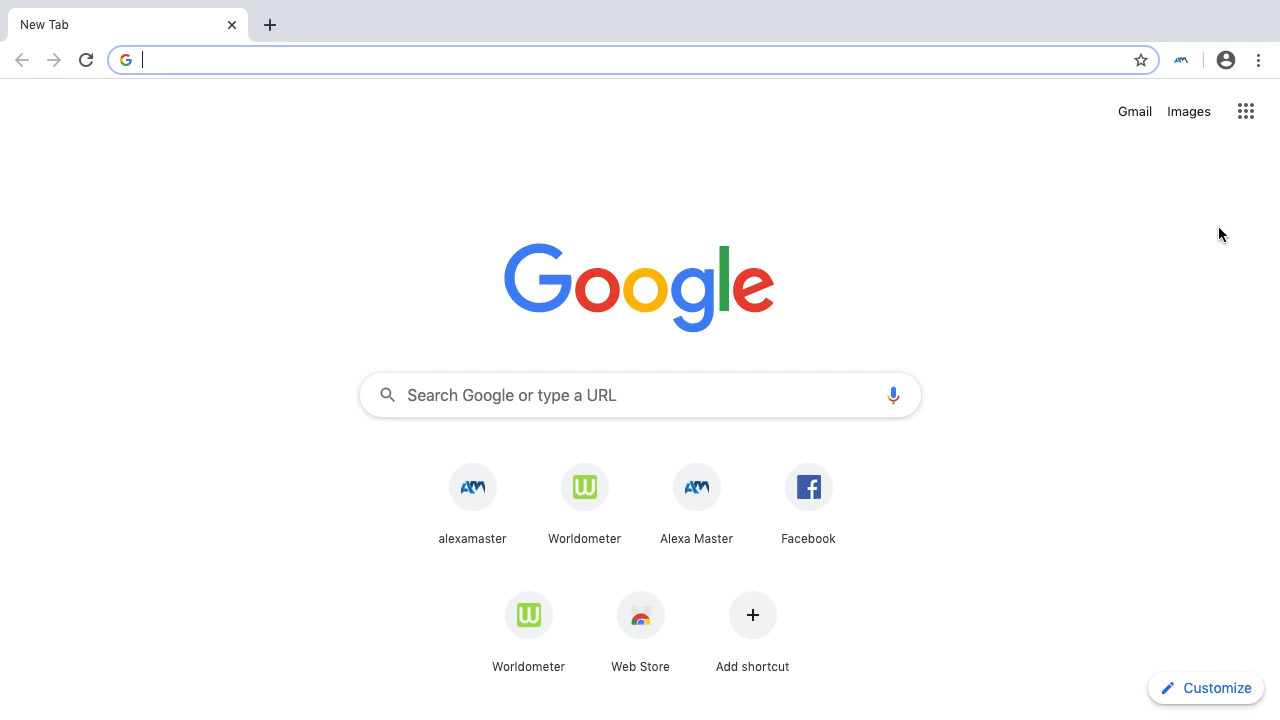 New Tab
Gmail Images
Google
Search Google or type a URL
alexamaster Worldometer Alexa Master Facebook
Worldometer Web Store Add shortcut
Customize